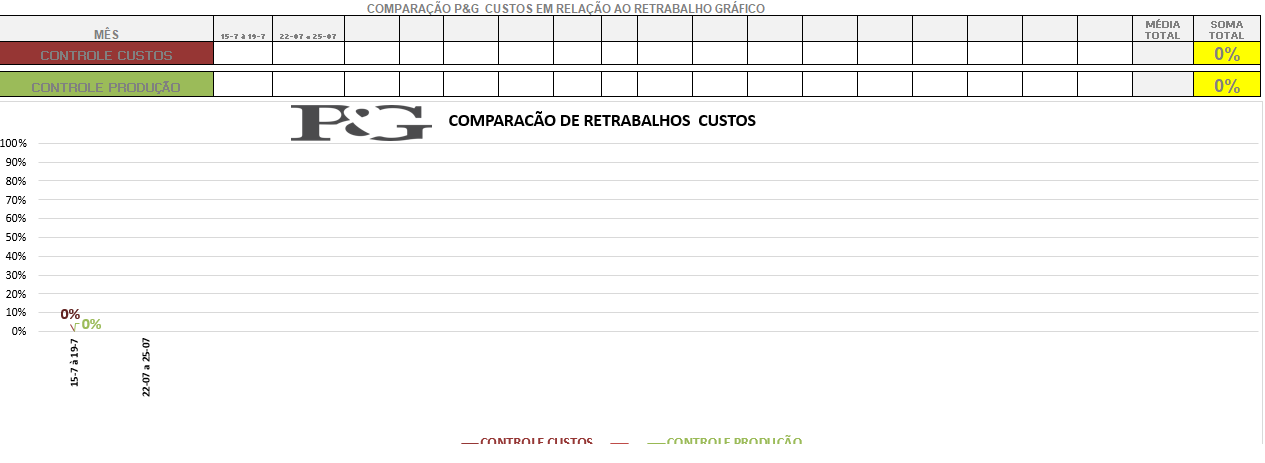 COMPARAÇÃO P&G CUSTOS EM RELAÇÃO AO RETRABALHO GRÁFICO
MÊS 15-7 à 19-7 22-07 a 25-07 MÉDIA TOTAL SOMA TOTAL
CONTROLE CUSTOS 0%
CONTROLE PRODUÇÃO 0%
P&G COMPARACÃO DE RETRABALHOS CUSTOS
100%
90%
80%
70%
60%
50%
40%
30%
20%
10%
0%
0%
0%
15-7 à 19-7
22-07 a 25-07
CONTROLE CUSTOS CONTROLE PRODUÇÃO